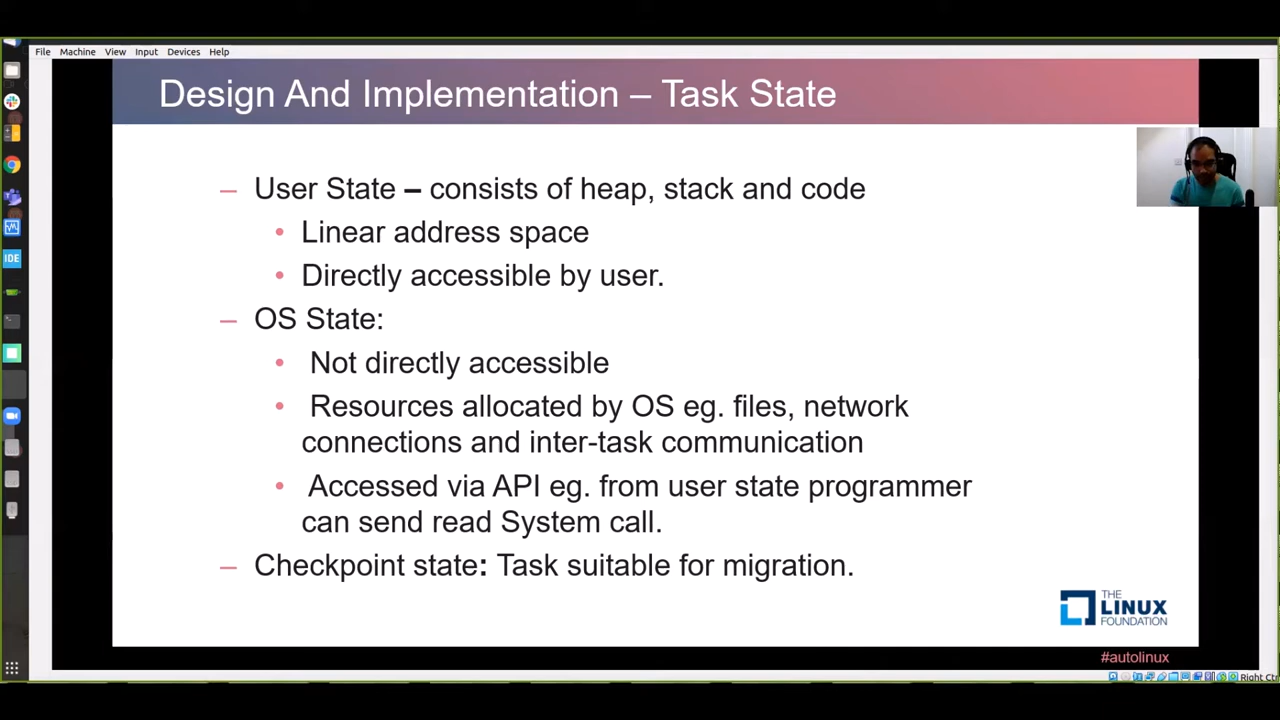 File Machine View Input Devices Help
Design And Implementation – Task State
– User State – consists of heap, stack and code
• Linear address space
• Directly accessible by user.
– OS State:
• Not directly accessible
• Resources allocated by OS eg. files, network
connections and inter-task communication
• Accessed via API eg. from user state programmer
can send read System call.
– Checkpoint state: Task suitable for migration.
IDE
THE
LINUX
FOUNDATION
#autolinux
Right Ctr